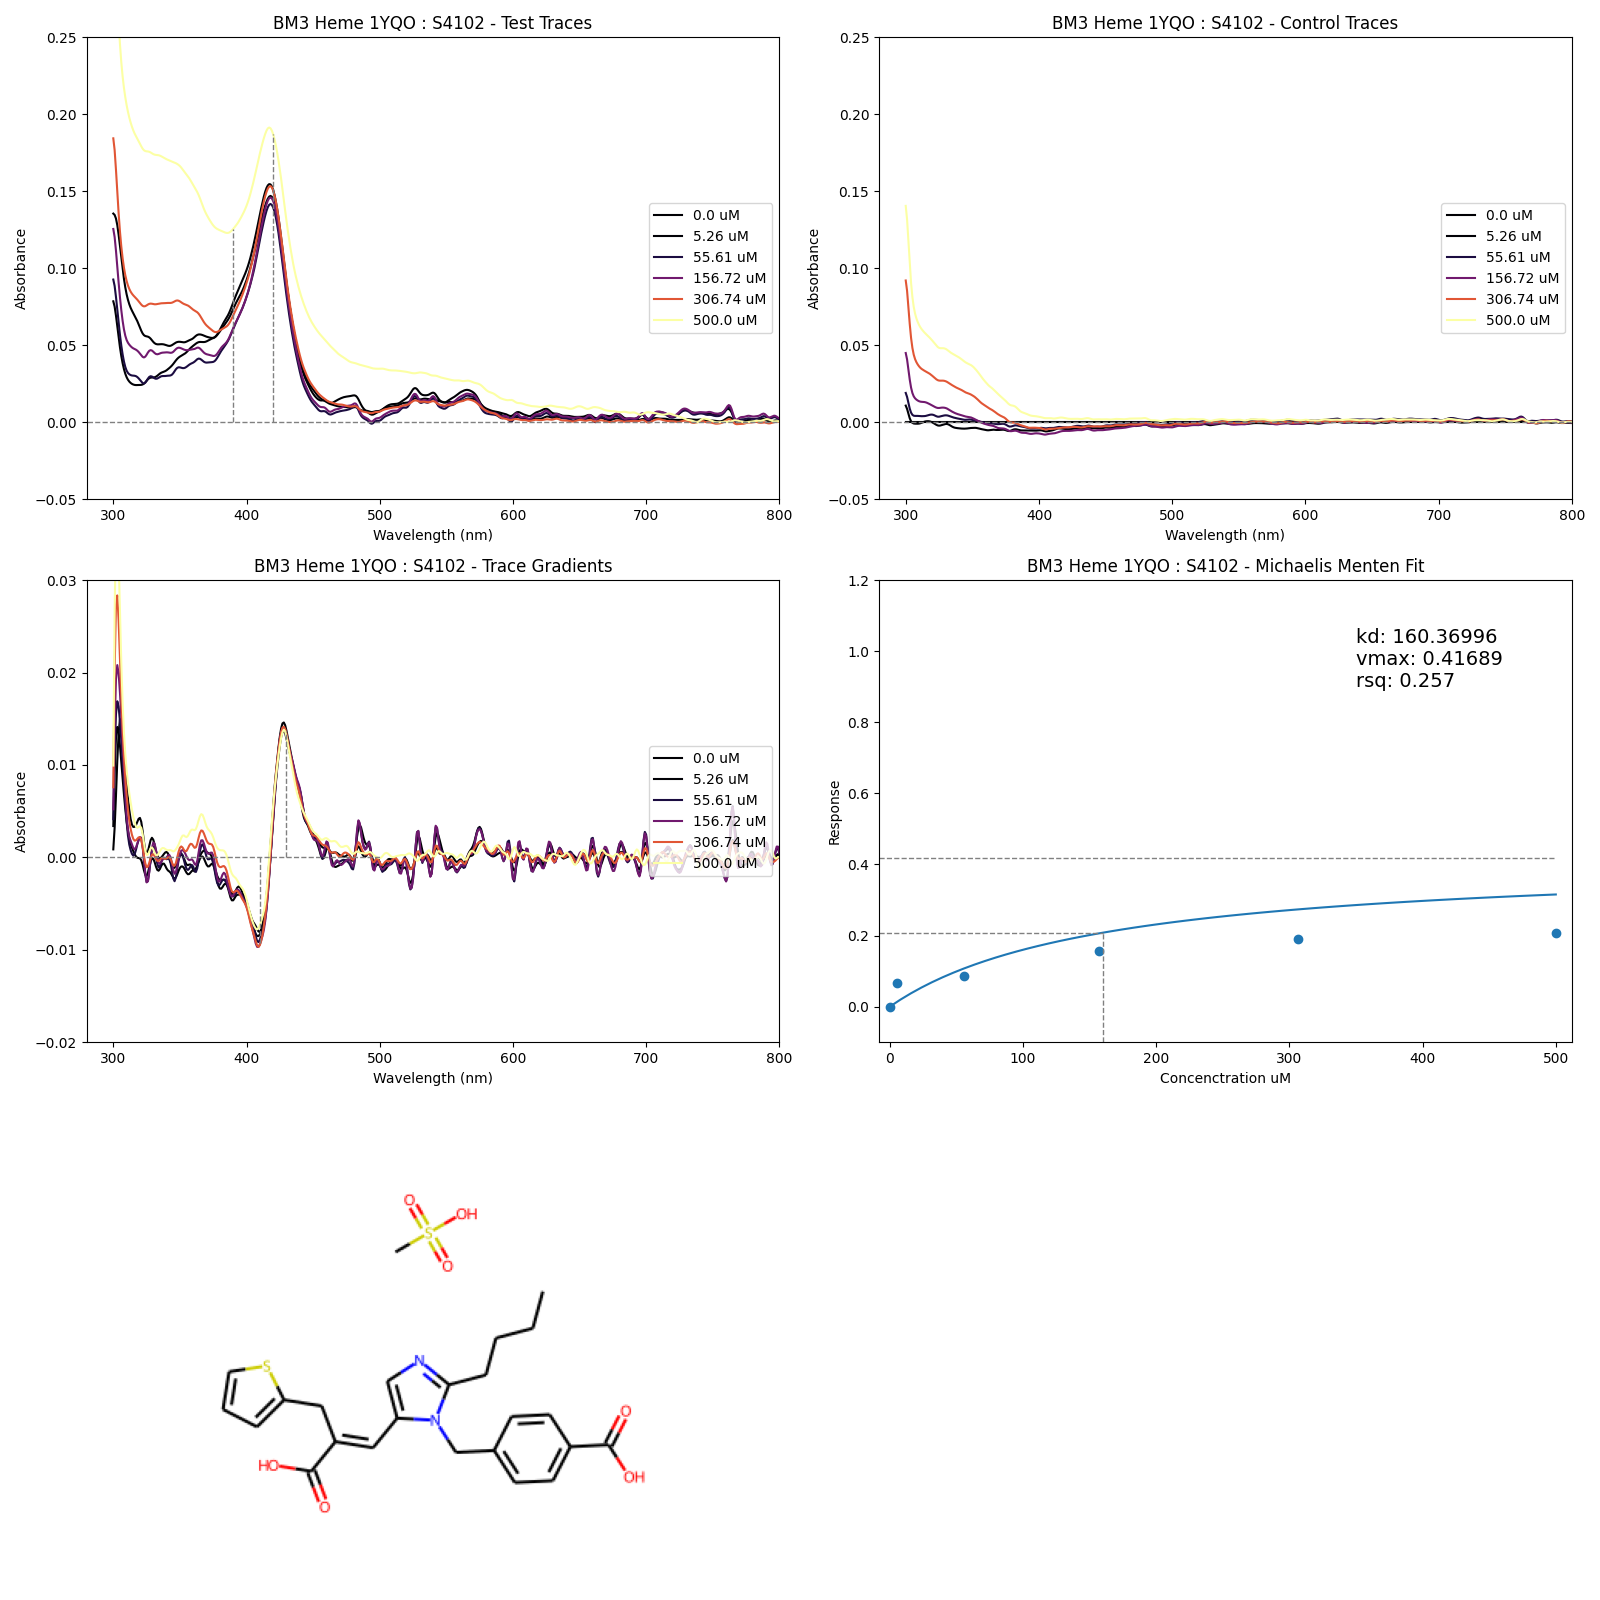 BM3 Heme 1YQO : S4102 - Test Traces
0.25
0.20
0.15
0.10
0.05
0.00
−0.05
Absorbance
300 400 500 600 700 800
Wavelength (nm)
0.0 uM
5.26 uM
55.61 uM
156.72 uM
306.74 uM
500.0 uM
BM3 Heme 1YQO : S4102 - Control Traces
0.25
0.20
0.15
0.10
0.05
0.00
−0.05
Absorbance
300 400 500 600 700 800
Wavelength (nm)
0.0 uM
5.26 uM
55.61 uM
156.72 uM
306.74 uM
500.0 uM
BM3 Heme 1YQO : S4102 - Trace Gradients
0.03
0.02
0.01
0.00
−0.01
−0.02
Absorbance
300 400 500 600 700 800
Wavelength (nm)
0.0 uM
5.26 uM
55.61 uM
156.72 uM
306.74 uM
500.0 uM
BM3 Heme 1YQO : S4102 - Michaelis Menten Fit
1.2
1.0
0.8
0.6
0.4
0.2
0.0
Response
0 100 200 300 400 500
Concenctration uM
kd: 160.36996
vmax: 0.41689
rsq: 0.257
O
OH
S
O
N
S
N
O
HO
OH
O